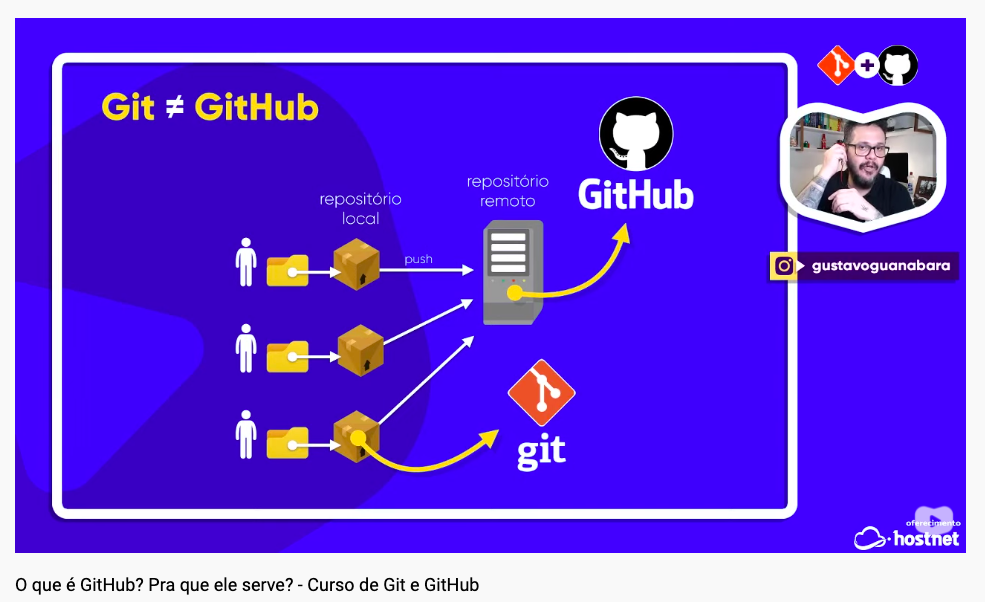 Git ≠ GitHub
repositório
local
repositório
remoto
GitHub
push
git
gustavoguanabara
oferecimento
hostnet
O que é GitHub? Pra que ele serve? - Curso de Git e GitHub